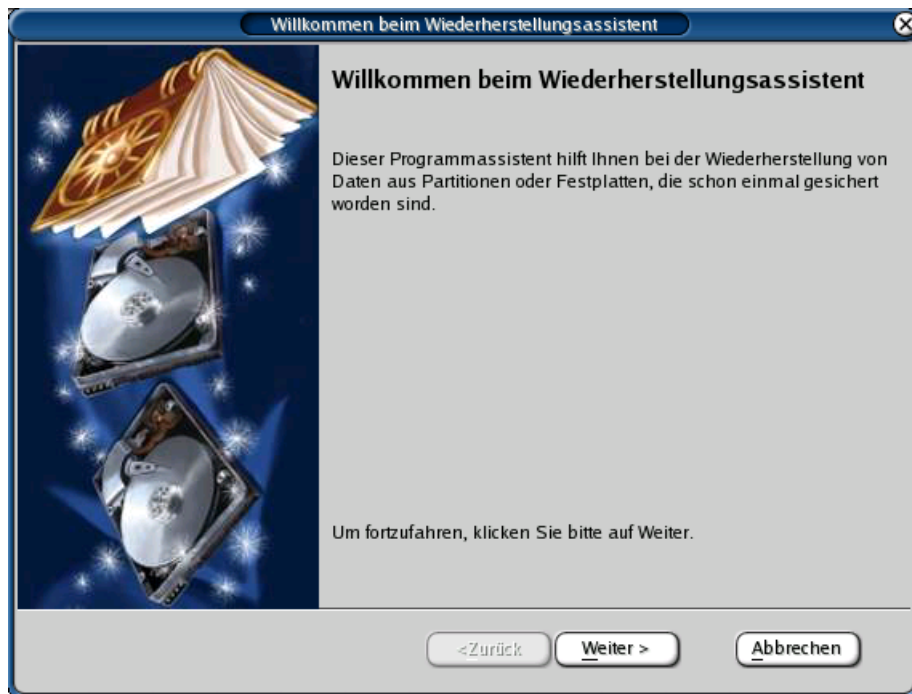 Willkommen beim Wiederherstellungsassistent
Willkommen beim Wiederherstellungsassistent
Dieser Programmassistent hilft Ihnen bei der Wiederherstellung von
Daten aus Partitionen oder Festplatten, die schon einmal gesichert
worden sind.
Um fortzufahren, klicken Sie bitte auf Weiter.
<Zurück
Weiter >
Abbrechen